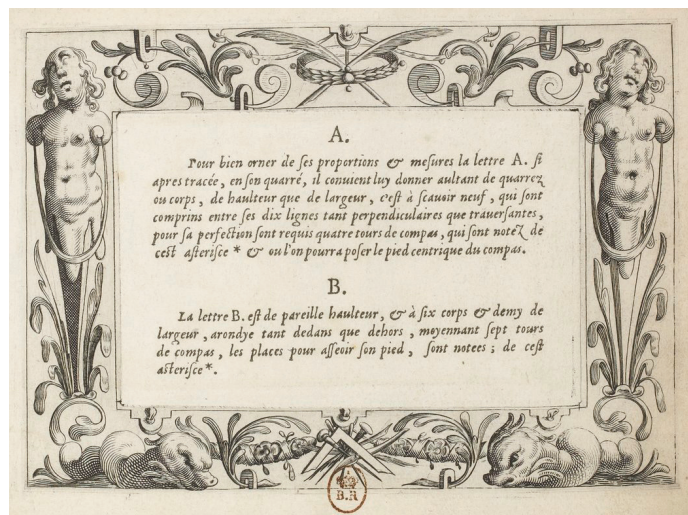 A.
Pour bien orner de ses proportions & mesures la lettre A. si
apres tracée, en son quarré, il conuient luy donner aultant de quarrez
ou corps, de haulteur que de largeur, c'est à scauoir neuf, qui sont
comprins entre ses dix lignes tant perpendiculaires que trauersantes,
pour sa perfection sont requis quatre tours de compas, qui sont notez de
cest asterisce * & ou l'on pourra poser le pied centrique du compas.
B.
La lettre B. est de pareille haulteur, & à six corps & demy de
largeur, arondye tant dedans que dehors, moyennant sept tours
de compas, les places pour asseoir son pied, sont notees; de cest
asterisce*.
B.R